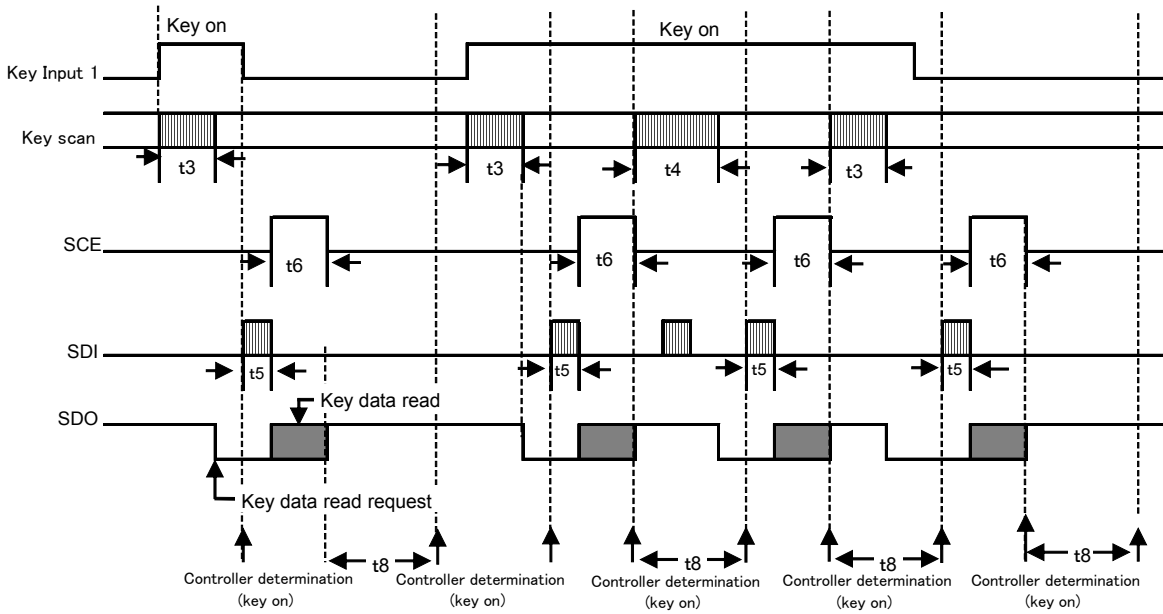 Key on
Key on
Key Input 1
Key scan
t3
t3
t4
t3
SCE
t6
t6
t6
t6
SDI
t5
t5
t5
t5
Key data read
SDO
Key data read request
t8
t8
t8
t8
Controller determination
(key on)
Controller determination
(key on)
Controller determination
(key on)
Controller determination
(key on)
Controller determination
(key on)